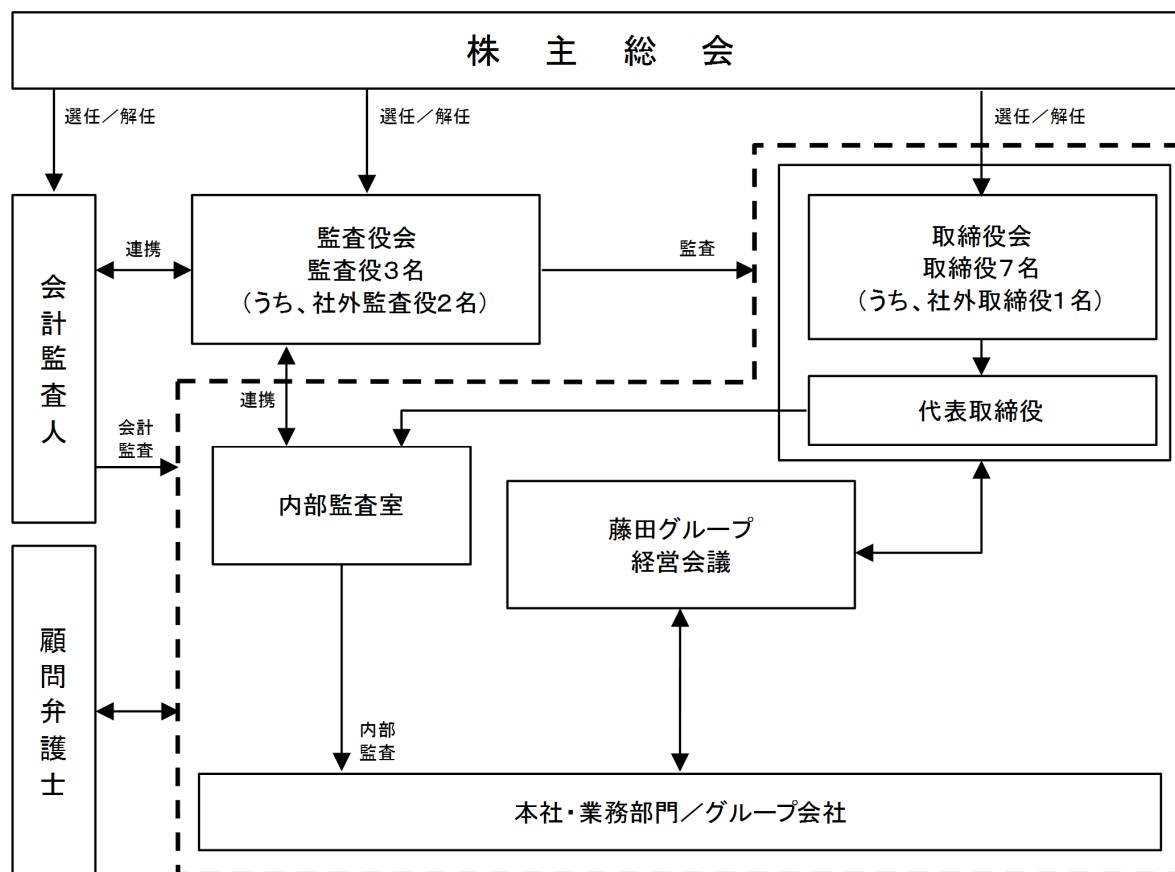 株主総会
選任／解任
選任／解任
選任／解任
監査役会
監査役3名
（うち、社外監査役2名）
取締役会
取締役7名
（うち、社外取締役1名）
連携
監査
会計監査人
連携
代表取締役
会計
監査
内部監査室
藤田グループ
経営会議
顧問弁護士
内部
監査
本社・業務部門／グループ会社